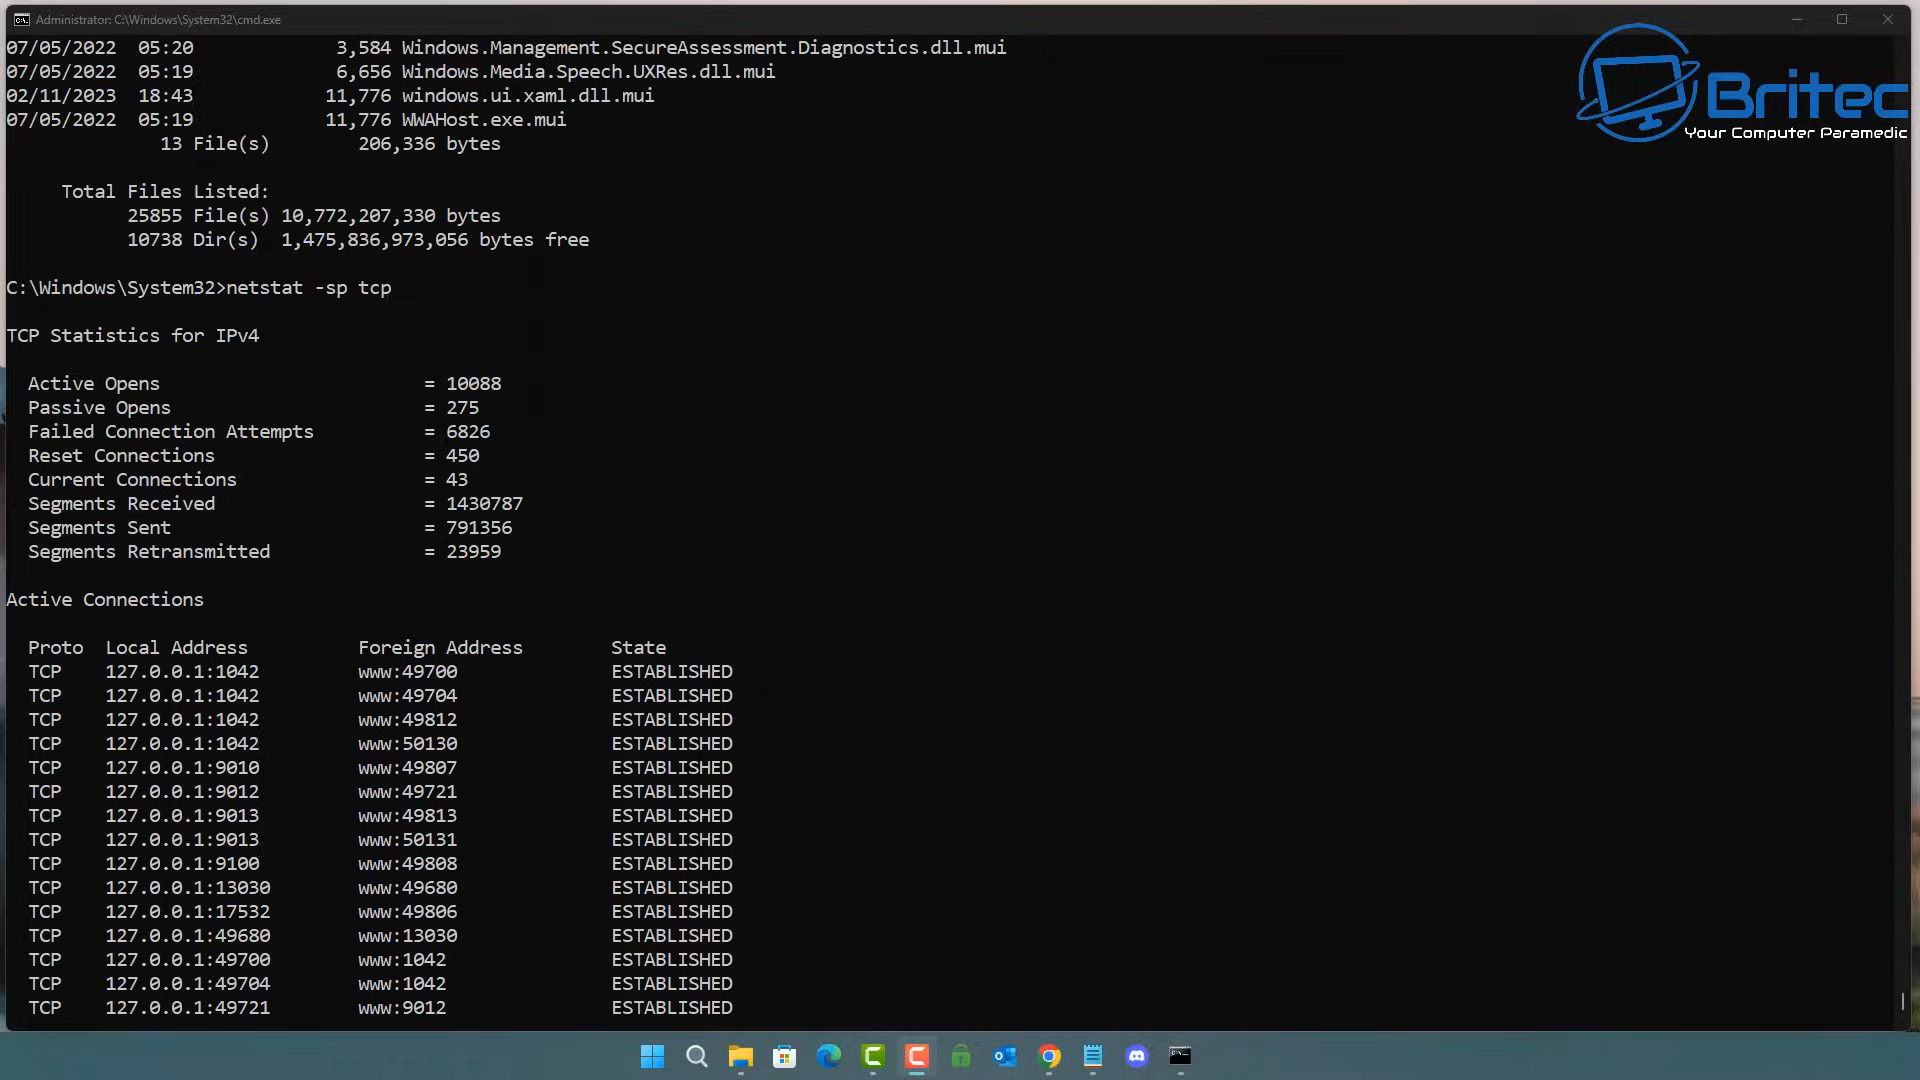 Administrator: C:\Windows\System32\cmd.exe
07/05/2022  05:20             3,584 Windows.Management.SecureAssessment.Diagnostics.dll.mui
07/05/2022  05:19             6,656 Windows.Media.Speech.UXRes.dll.mui
02/11/2023  18:43            11,776 windows.ui.xaml.dll.mui
07/05/2022  05:19            11,776 WWAHost.exe.mui
13 File(s)        206,336 bytes
Total Files Listed:
25855 File(s) 10,772,207,330 bytes
10738 Dir(s)  1,475,836,973,056 bytes free
C:\Windows\System32>netstat -sp tcp
TCP Statistics for IPv4
Active Opens                        = 10088
Passive Opens                       = 275
Failed Connection Attempts          = 6826
Reset Connections                   = 450
Current Connections                 = 43
Segments Received                   = 1430787
Segments Sent                       = 791356
Segments Retransmitted              = 23959
Active Connections
Proto  Local Address          Foreign Address        State
TCP    127.0.0.1:1042         www:49700              ESTABLISHED
TCP    127.0.0.1:1042         www:49704              ESTABLISHED
TCP    127.0.0.1:1042         www:49812              ESTABLISHED
TCP    127.0.0.1:1042         www:50130              ESTABLISHED
TCP    127.0.0.1:9010         www:49807              ESTABLISHED
TCP    127.0.0.1:9012         www:49721              ESTABLISHED
TCP    127.0.0.1:9013         www:49813              ESTABLISHED
TCP    127.0.0.1:9013         www:50131              ESTABLISHED
TCP    127.0.0.1:9100         www:49808              ESTABLISHED
TCP    127.0.0.1:13030        www:49680              ESTABLISHED
TCP    127.0.0.1:17532        www:49806              ESTABLISHED
TCP    127.0.0.1:49680        www:13030              ESTABLISHED
TCP    127.0.0.1:49700        www:1042               ESTABLISHED
TCP    127.0.0.1:49704        www:1042               ESTABLISHED
TCP    127.0.0.1:49721        www:9012               ESTABLISHED
Britec
Your Computer Paramedic